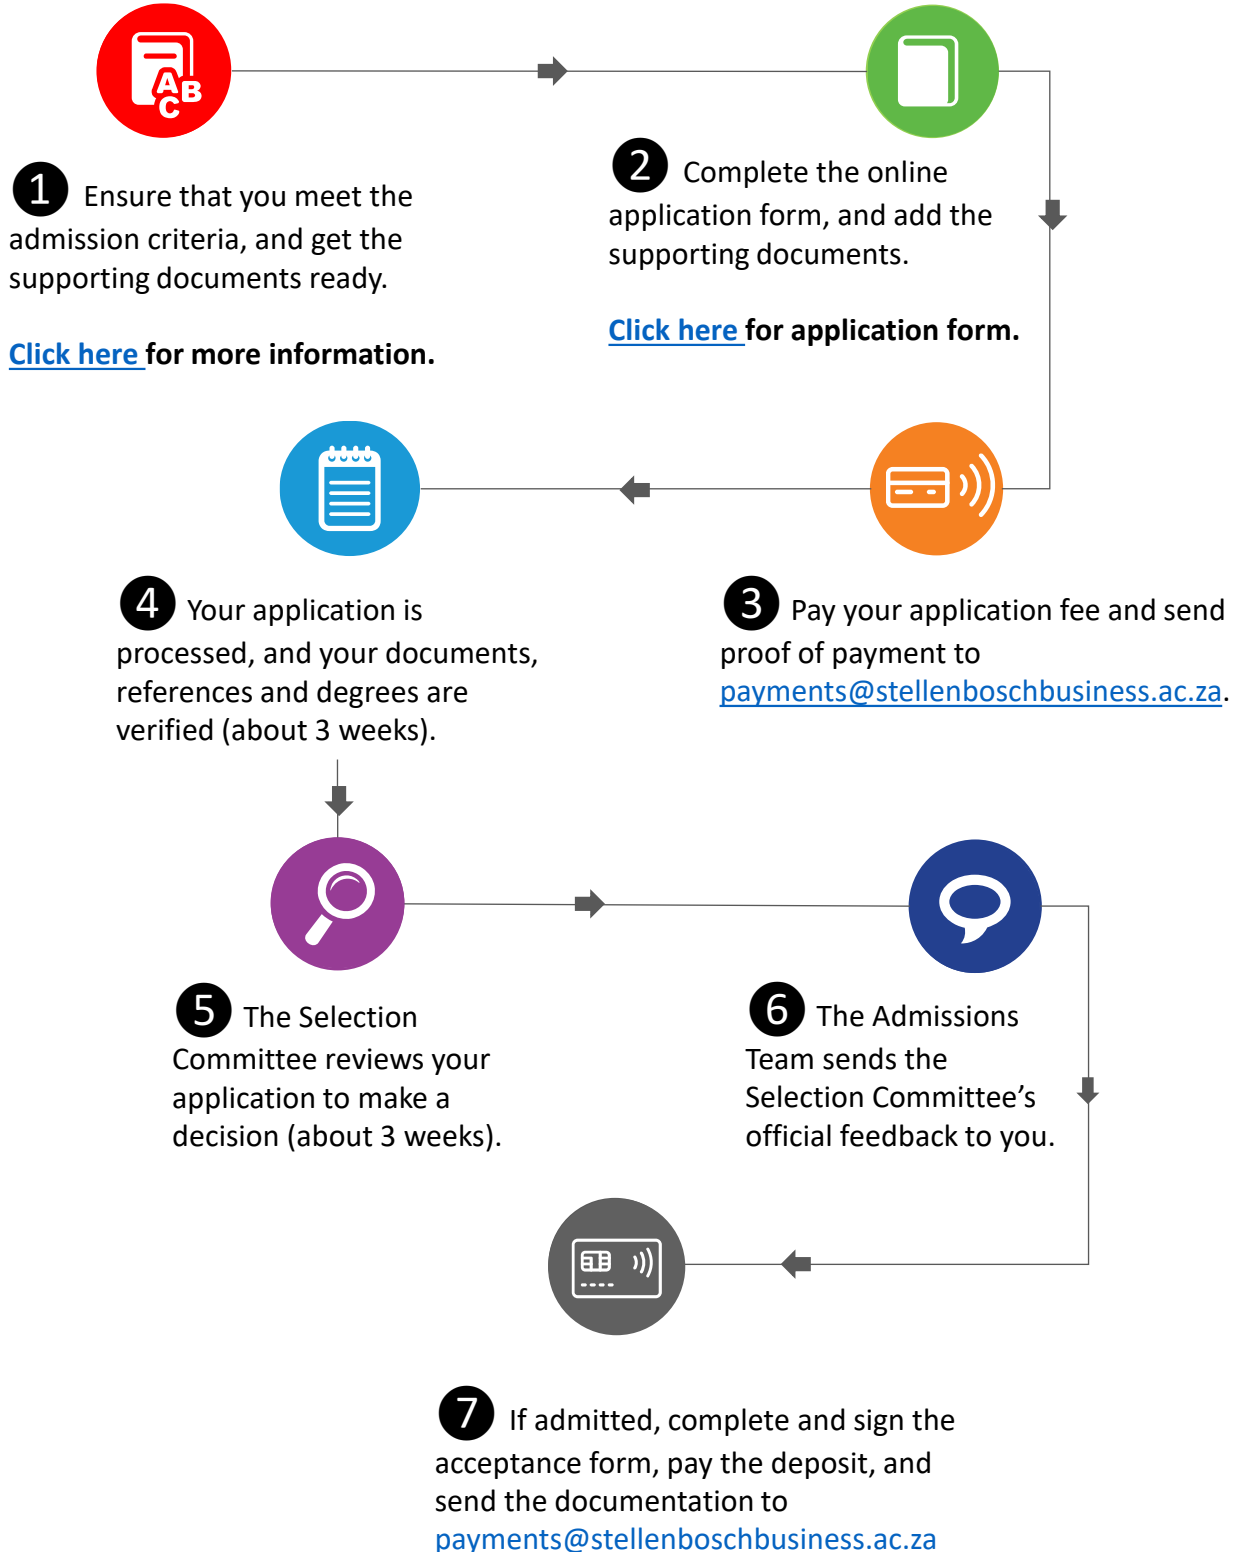 A
B
C
1 Ensure that you meet the
admission criteria, and get the
supporting documents ready.
Click here for more information.
2 Complete the online
application form, and add the
supporting documents.
Click here for application form.
3 Pay your application fee and send
proof of payment to
payments@stellenboschbusiness.ac.za.
4 Your application is
processed, and your documents,
references and degrees are
verified (about 3 weeks).
5 The Selection
Committee reviews your
application to make a
decision (about 3 weeks).
6 The Admissions
Team sends the
Selection Committee’s
official feedback to you.
7 If admitted, complete and sign the
acceptance form, pay the deposit, and
send the documentation to
payments@stellenboschbusiness.ac.za